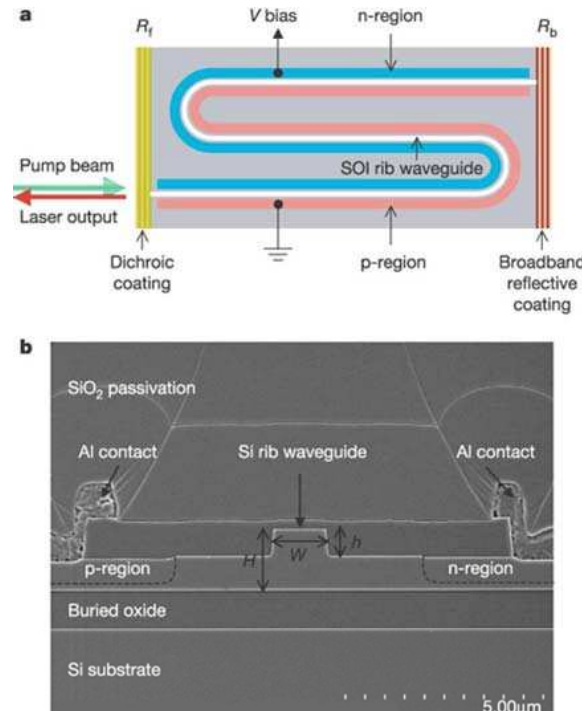 a
V bias
n-region
R_f
R_b
Pump beam
Laser output
SOI rib waveguide
Dichroic
coating
p-region
Broadband
reflective
coating
b
SiO₂ passivation
Al contact
Si rib waveguide
Al contact
H
W
h
p-region
n-region
Buried oxide
Si substrate
5.00um